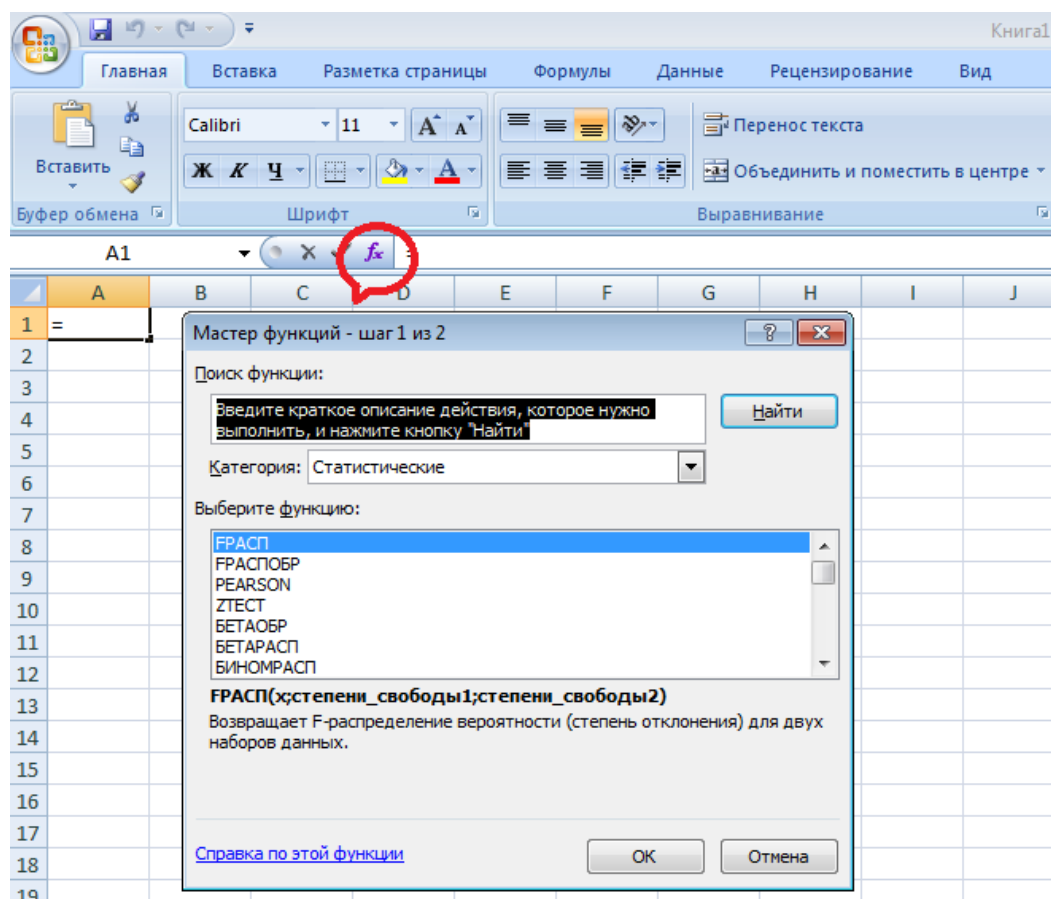 Книга1
Главная Вставка Разметка страницы Формулы Данные Рецензирование Вид
Calibri 11 А А
Перенос текста
Вставить
Ж К Ч А
Объединить и поместить в центре
Буфер обмена Шрифт Выравнивание
A1 fx =
A B C D E F G H I J
1 =
Мастер функций - шаг 1 из 2
2
Поиск функции:
3
Введите краткое описание действия, которое нужно
Найти
4
выполнить, и нажмите кнопку "Найти"
5
Категория: Статистические
6
7 Выберите функцию:
8 FРАСП
FРАСПОБР
9 PEARSON
ZТЕСТ
10
БЕТАОБР
11 БЕТАРАСП
12 БИНОМРАСП
13 FРАСП(x;степени_свободы1;степени_свободы2)
Возвращает F-распределение вероятности (степень отклонения) для двух
14 наборов данных.
15
16
17
18 Справка по этой функции ОК Отмена
19